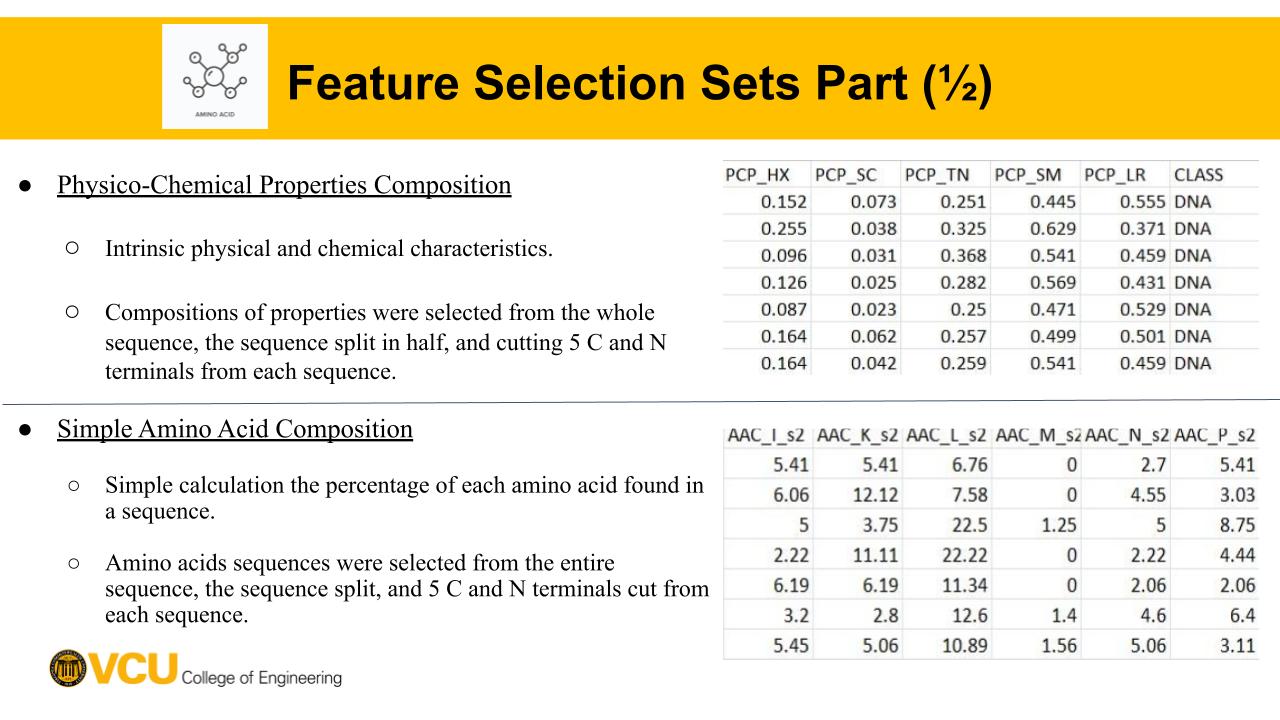 AMINO ACID
Feature Selection Sets Part (½)
● Physico-Chemical Properties Composition
○ Intrinsic physical and chemical characteristics.
○ Compositions of properties were selected from the whole
sequence, the sequence split in half, and cutting 5 C and N
terminals from each sequence.
PCP_HX PCP_SC PCP_TN PCP_SM PCP_LR CLASS
0.152 0.073 0.251 0.445 0.555 DNA
0.255 0.038 0.325 0.629 0.371 DNA
0.096 0.031 0.368 0.541 0.459 DNA
0.126 0.025 0.282 0.569 0.431 DNA
0.087 0.023 0.25 0.471 0.529 DNA
0.164 0.062 0.257 0.499 0.501 DNA
0.164 0.042 0.259 0.541 0.459 DNA
● Simple Amino Acid Composition
○ Simple calculation the percentage of each amino acid found in
a sequence.
○ Amino acids sequences were selected from the entire
sequence, the sequence split, and 5 C and N terminals cut from
each sequence.
AAC_I_s2 AAC_K_s2 AAC_L_s2 AAC_M_s2 AAC_N_s2 AAC_P_s2
5.41 5.41 6.76 0 2.7 5.41
6.06 12.12 7.58 0 4.55 3.03
5 3.75 22.5 1.25 5 8.75
2.22 11.11 22.22 0 2.22 4.44
6.19 6.19 11.34 0 2.06 2.06
3.2 2.8 12.6 1.4 4.6 6.4
5.45 5.06 10.89 1.56 5.06 3.11
VCU College of Engineering